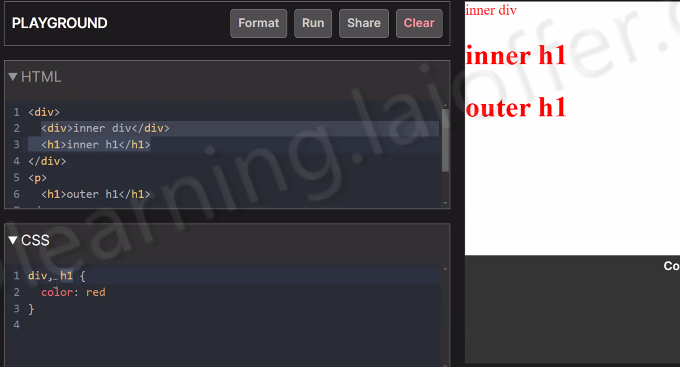 PLAYGROUND
Format
Run
Share
Clear
▼ HTML
1 <div>
2 <div>inner div</div>
3 <h1>inner h1</h1>
4 </div>
5 <p>
6 <h1>outer h1</h1>
▼ CSS
1 div, h1 {
2 color: red
3 }
4
inner div
inner h1
outer h1
Co
learning.laioffer.c